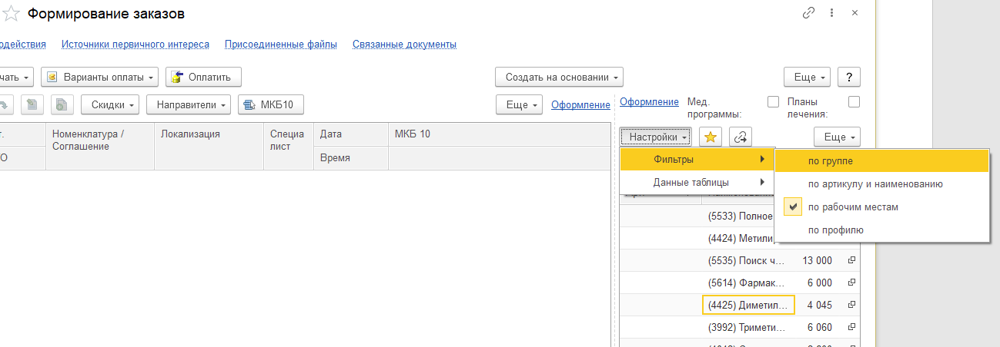 Формирование заказов
Источники первичного интереса Присоединенные файлы Связанные документы
Варианты оплаты Оплатить Создать на основании Еще ?
Скидки Направители МКБ10 Еще Оформление Оформление Мед. программы: Планы лечения:
Номенклатура / Соглашение Локализация Специа лист Дата МКБ 10
Время
Настройки Еще
Фильтры по группе
Данные таблицы по артикулу и наименованию
по рабочим местам
по профилю
(5533) Полное
(4424) Метили
(5535) Поиск ч... 13 000
(5614) Фармак... 6 000
(4425) Диметил... 4 045
(3992) Тримети... 6 060